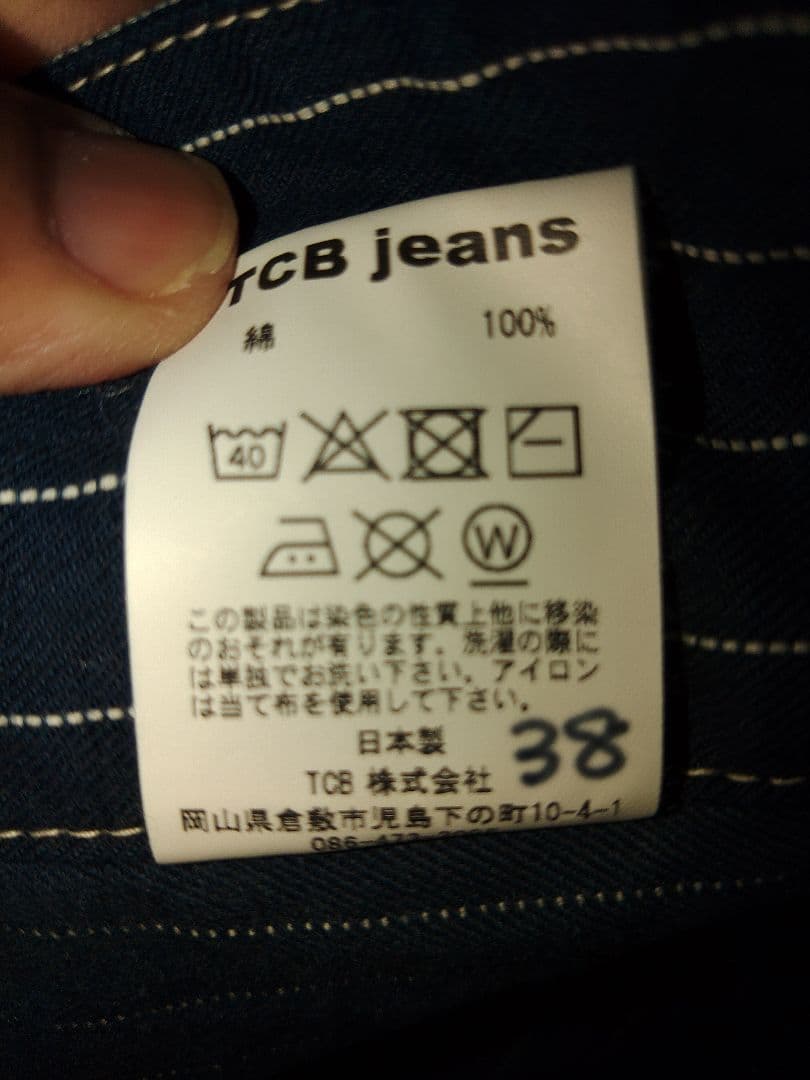 TCB jeans
綿 100%
40
W
この製品は染色の性質上他に移染
のおそれが有ります。洗濯の際に
は単独でお洗い下さい。アイロン
は当て布を使用して下さい。
日本製 38
TCB 株式会社
岡山県倉敷市児島下の町10-4-1